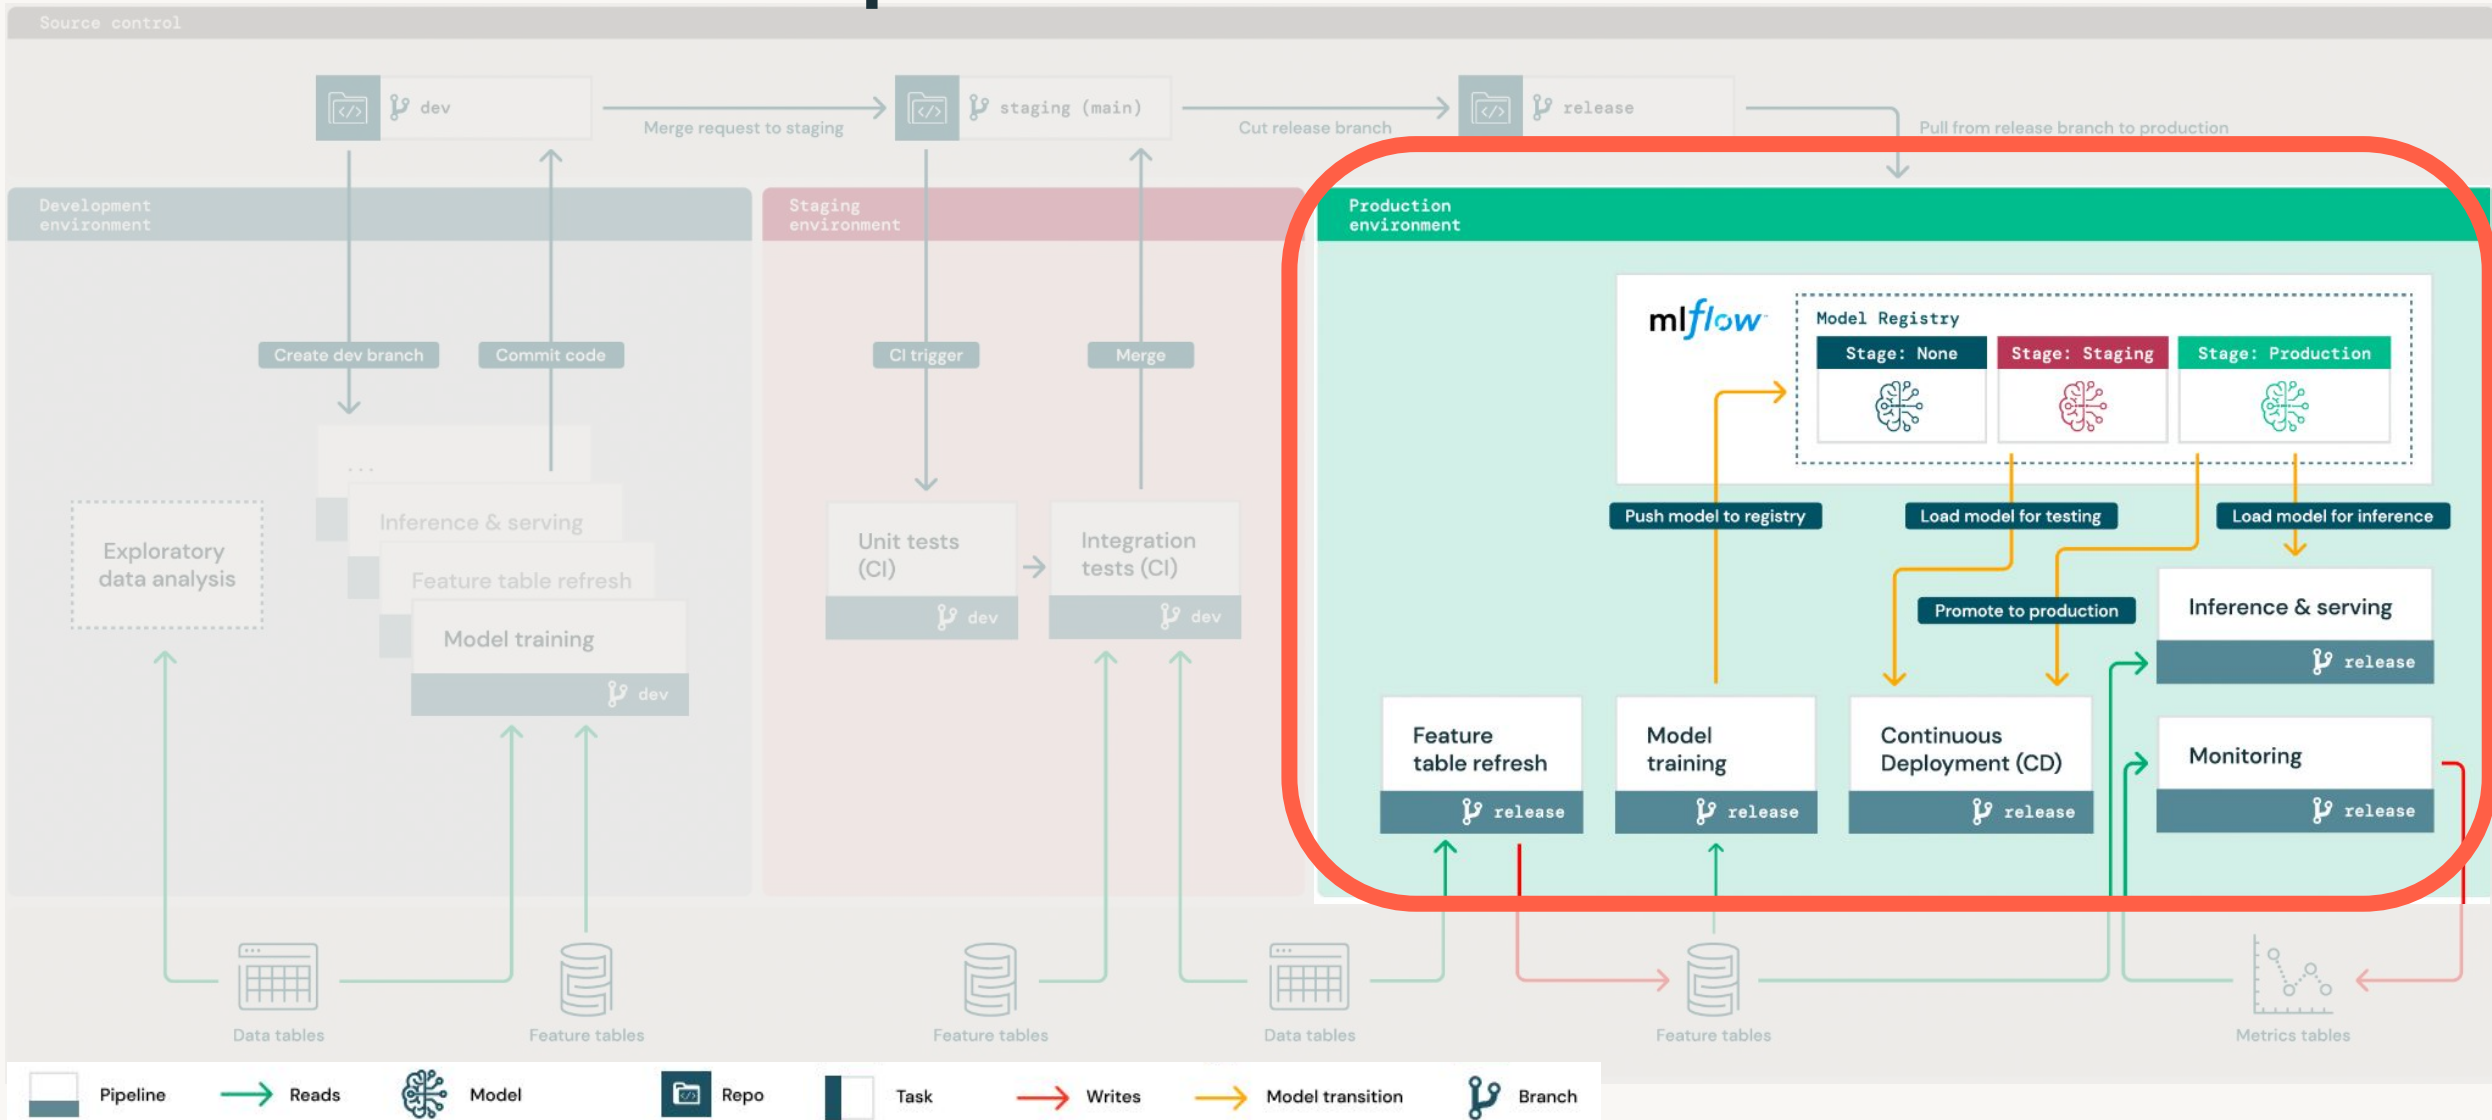 Source control
dev
Merge request to staging
staging (main)
Cut release branch
release
Pull from release branch to production
Development
environment
Create dev branch
Commit code
...
Inference & serving
Feature table refresh
Model training
dev
Exploratory
data analysis
Data tables
Feature tables
Staging
environment
CI trigger
Merge
Unit tests
(CI)
dev
Integration
tests (CI)
dev
Feature tables
Data tables
Production
environment
mlflow
Model Registry
Stage: None
Stage: Staging
Stage: Production
Push model to registry
Load model for testing
Load model for inference
Promote to production
Inference & serving
release
Feature
table refresh
release
Model
training
release
Continuous
Deployment (CD)
release
Monitoring
release
Feature tables
Metrics tables
Pipeline
Reads
Model
Repo
Task
Writes
Model transition
Branch